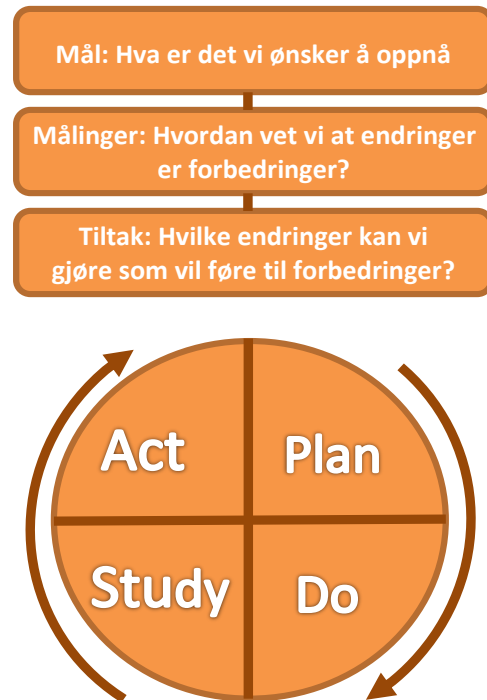 Mål: Hva er det vi ønsker å oppnå
Målinger: Hvordan vet vi at endringer
er forbedringer?
Tiltak: Hvilke endringer kan vi
gjøre som vil føre til forbedringer?
Act
Plan
Study
Do